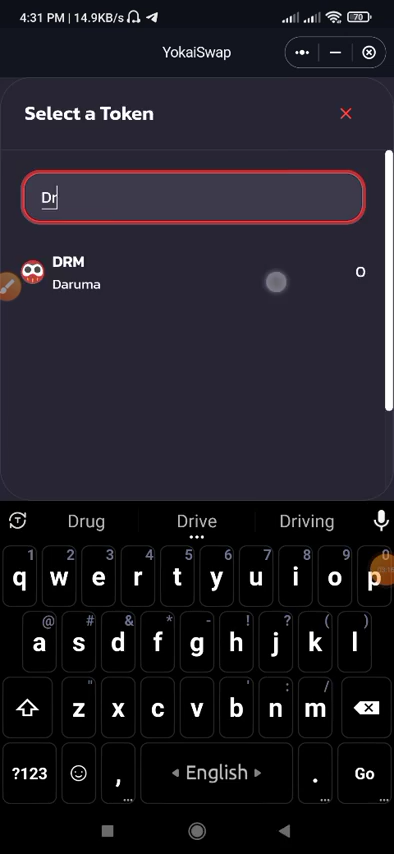 4:31 PM | 14.9KB/s 70
YokaiSwap
Select a Token
Dr
DRM
Daruma
0
Drug Drive Driving
1 2 3 4 5 6 7 8 9 0
q w e r t y u i o p
@ # & * - + ! ? ( )
a s d f g h j k l
" ' : /
z x c v b n m
?123 , English . Go